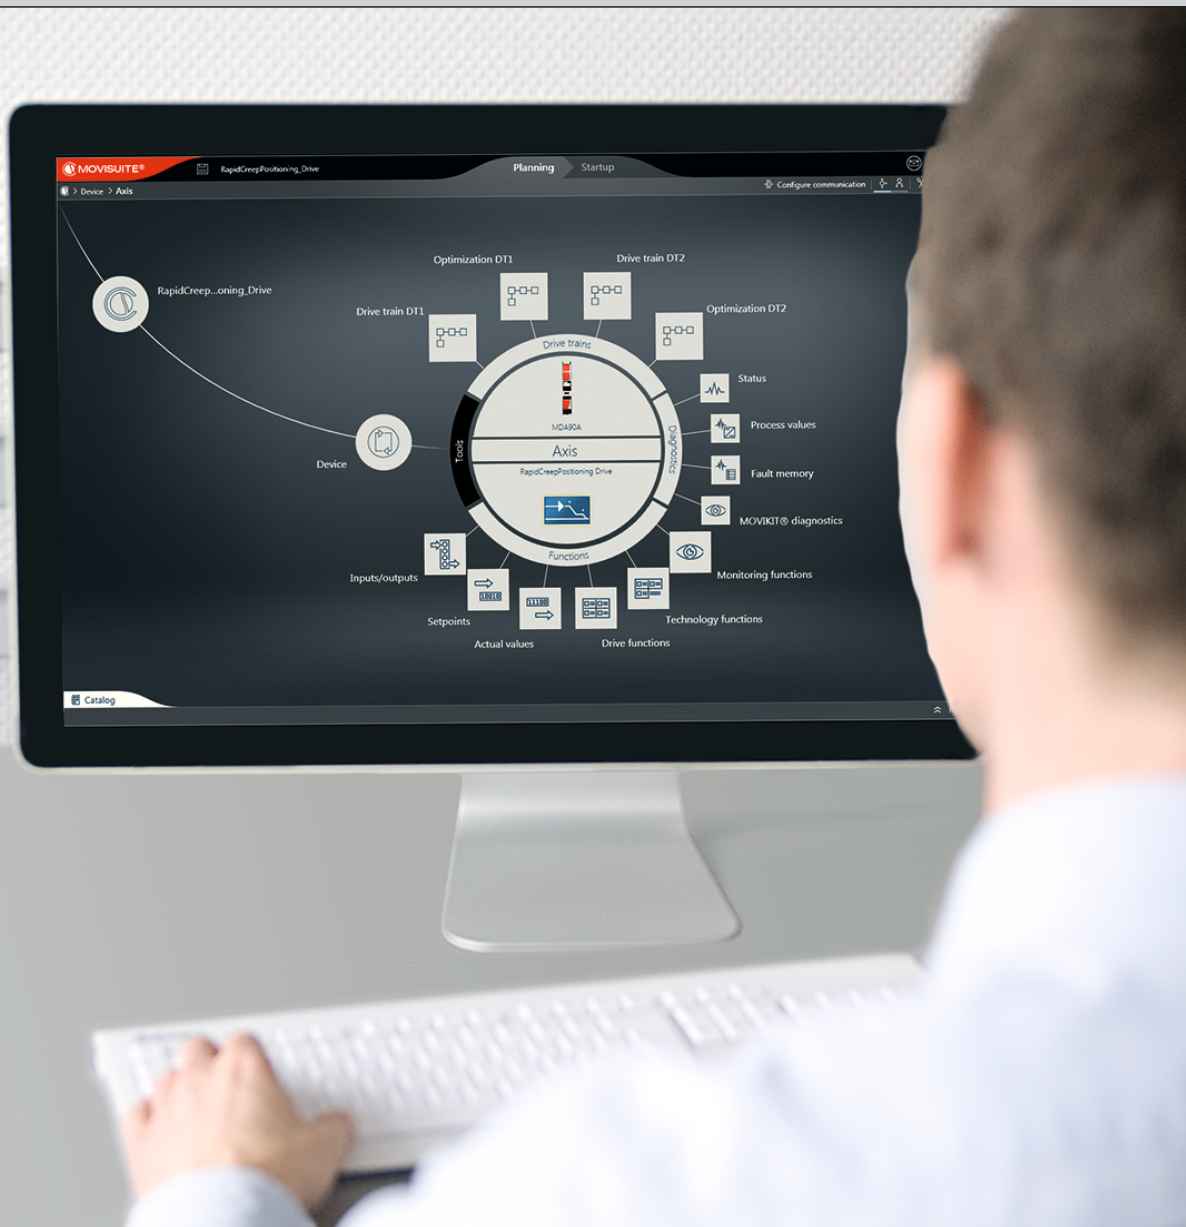 MOVISUITE®
RapidCreepPositioning_Drive
Planning
Startup
> Device > Axis
Configure communication
RapidCreep...oning_Drive
Device
Optimization DT1
Drive train DT2
Drive train DT1
Optimization DT2
Drive trains
Status
MDA90A
Process values
Tools
Axis
Diagnostics
RapidCreepPositioning Drive
Fault memory
MOVIKIT® diagnostics
Functions
Monitoring functions
Inputs/outputs
Technology functions
Setpoints
Actual values
Drive functions
Catalog